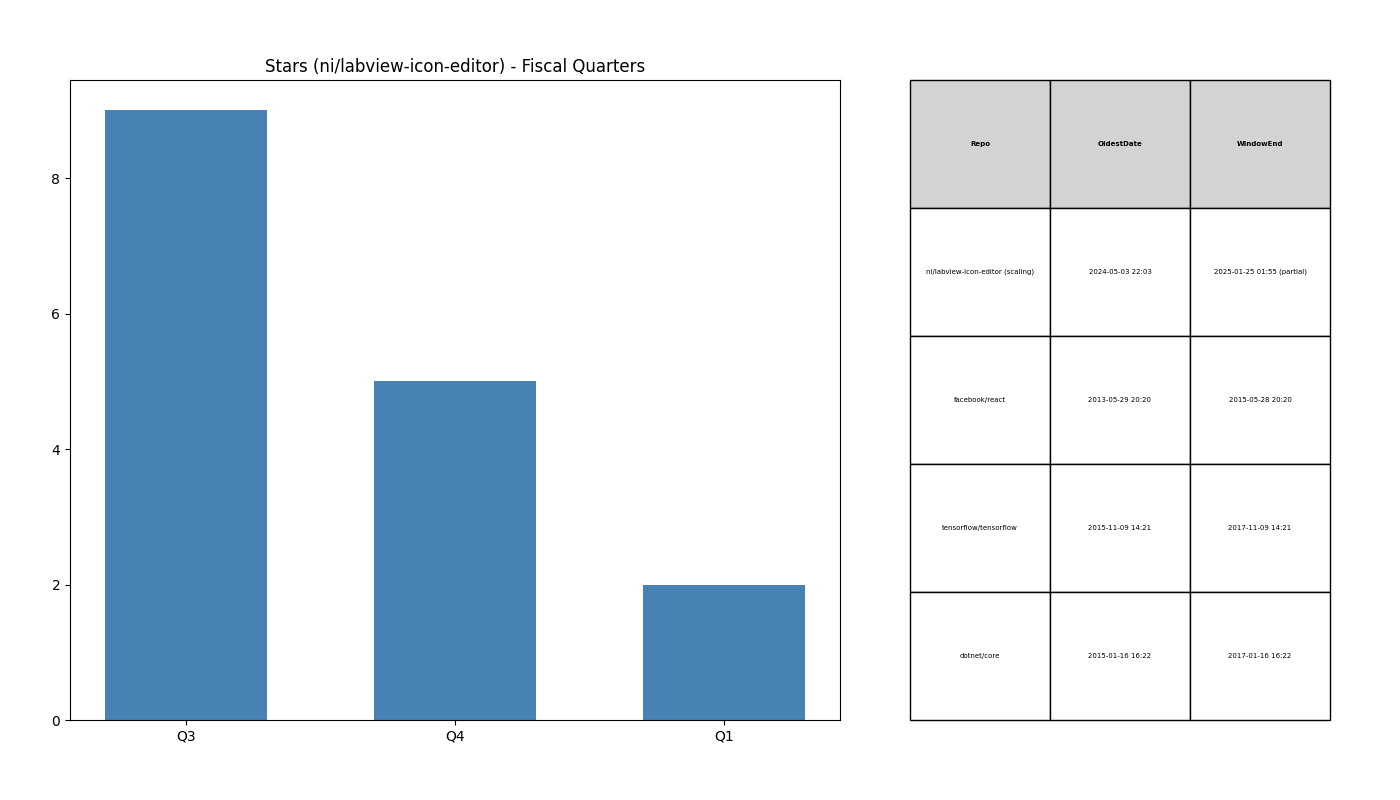 Stars (ni/labview-icon-editor) - Fiscal Quarters
8
6
4
2
0
Q3 Q4 Q1
Repo OldestDate WindowEnd
ni/labview-icon-editor (scaling) 2024-05-03 22:03 2025-01-25 01:55 (partial)
facebook/react 2013-05-29 20:20 2015-05-28 20:20
tensorflow/tensorflow 2015-11-09 14:21 2017-11-09 14:21
dotnet/core 2015-01-16 16:22 2017-01-16 16:22